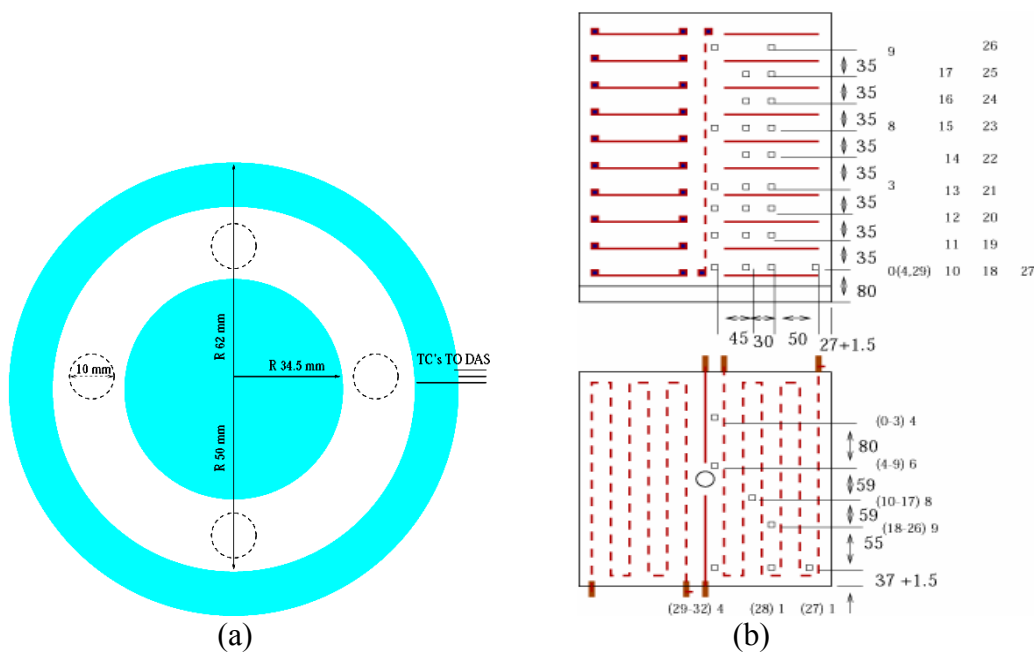 R 62 mm
R 34.5 mm
10 mm
TC's TO DAS
R 50 mm
(a)
9 26
35 17 25
35 16 24
35 8 15 23
35 14 22
35 3 13 21
35 12 20
35 11 19
35
0(4,29) 10 18 27
80
45 30 50 27+1.5
(0-3) 4
80
(4-9) 6
59
(10-17) 8
59
(18-26) 9
55
37 +1.5
(29-32) 4 (28) 1 (27) 1
(b)